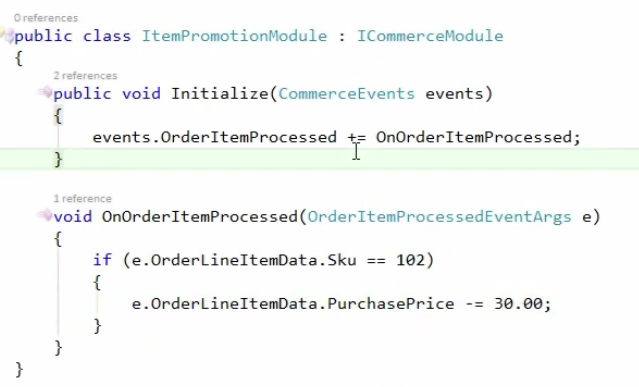 0 references
public class ItemPromotionModule : ICommerceModule
{
2 references
public void Initialize(CommerceEvents events)
{
events.OrderItemProcessed += OnOrderItemProcessed;
}
1 reference
void OnOrderItemProcessed(OrderItemProcessedEventArgs e)
{
if (e.OrderLineItemData.Sku == 102)
{
e.OrderLineItemData.PurchasePrice -= 30.00;
}
}
}